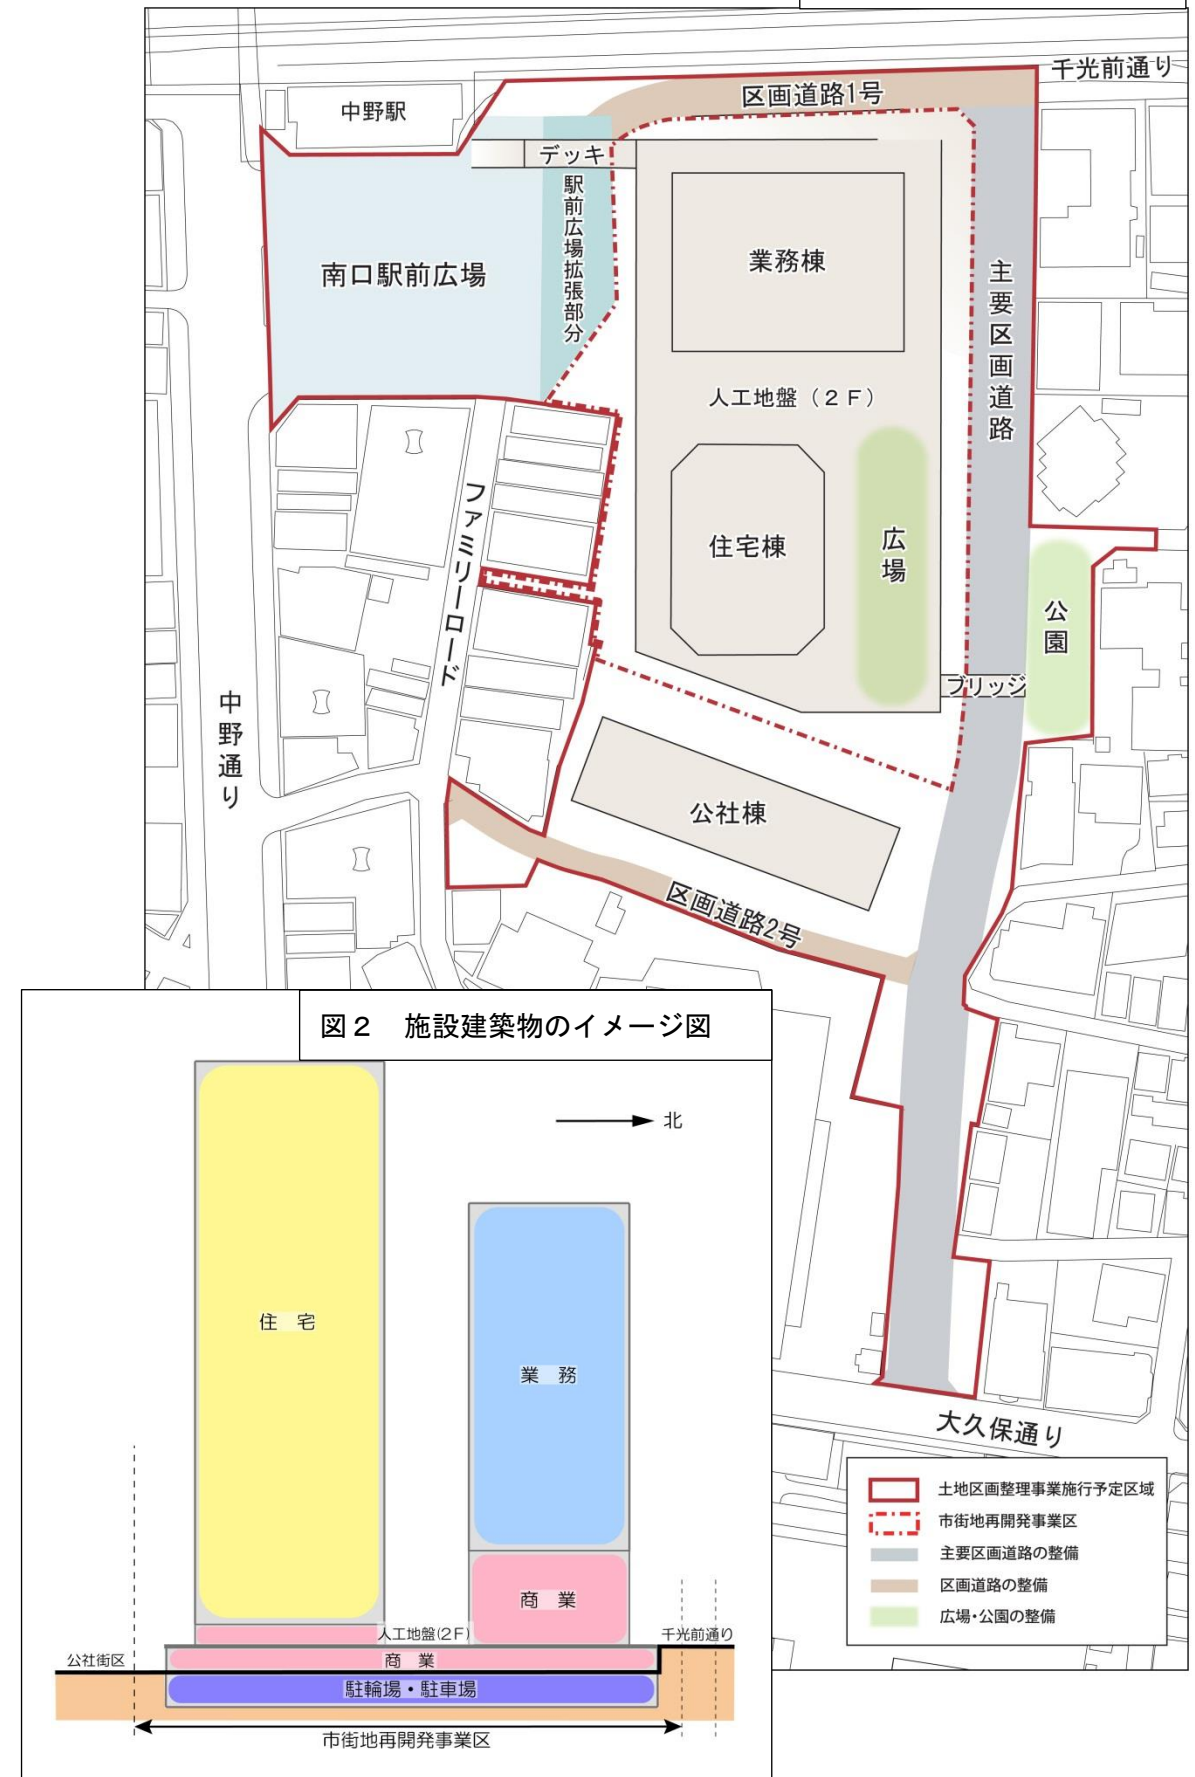 千光前通り
区画道路1号
中野駅
デッキ
駅前広場拡張部分
南口駅前広場
業務棟
主要区画道路
人工地盤（２Ｆ）
ファミリーロード
住宅棟
広場
公園
ブリッジ
中野通り
公社棟
区画道路2号
大久保通り
土地区画整理事業施行予定区域
市街地再開発事業区
主要区画道路の整備
区画道路の整備
広場・公園の整備
図２　施設建築物のイメージ図
北
住　宅
業　務
商　業
人工地盤(2F)
千光前通り
公社街区
商　業
駐輪場・駐車場
市街地再開発事業区